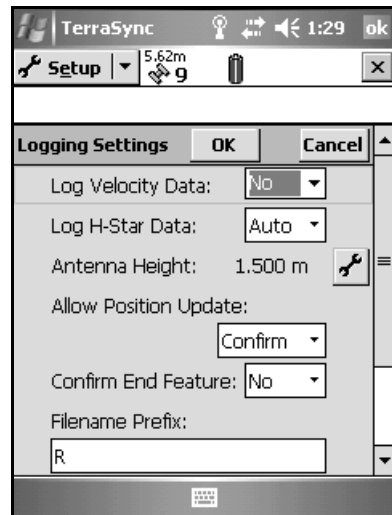 TerraSync 1:29 ok
Setup 5.62m 9
Logging Settings OK Cancel
Log Velocity Data: No
Log H-Star Data: Auto
Antenna Height: 1.500 m
Allow Position Update:
Confirm
Confirm End Feature: No
Filename Prefix:
R